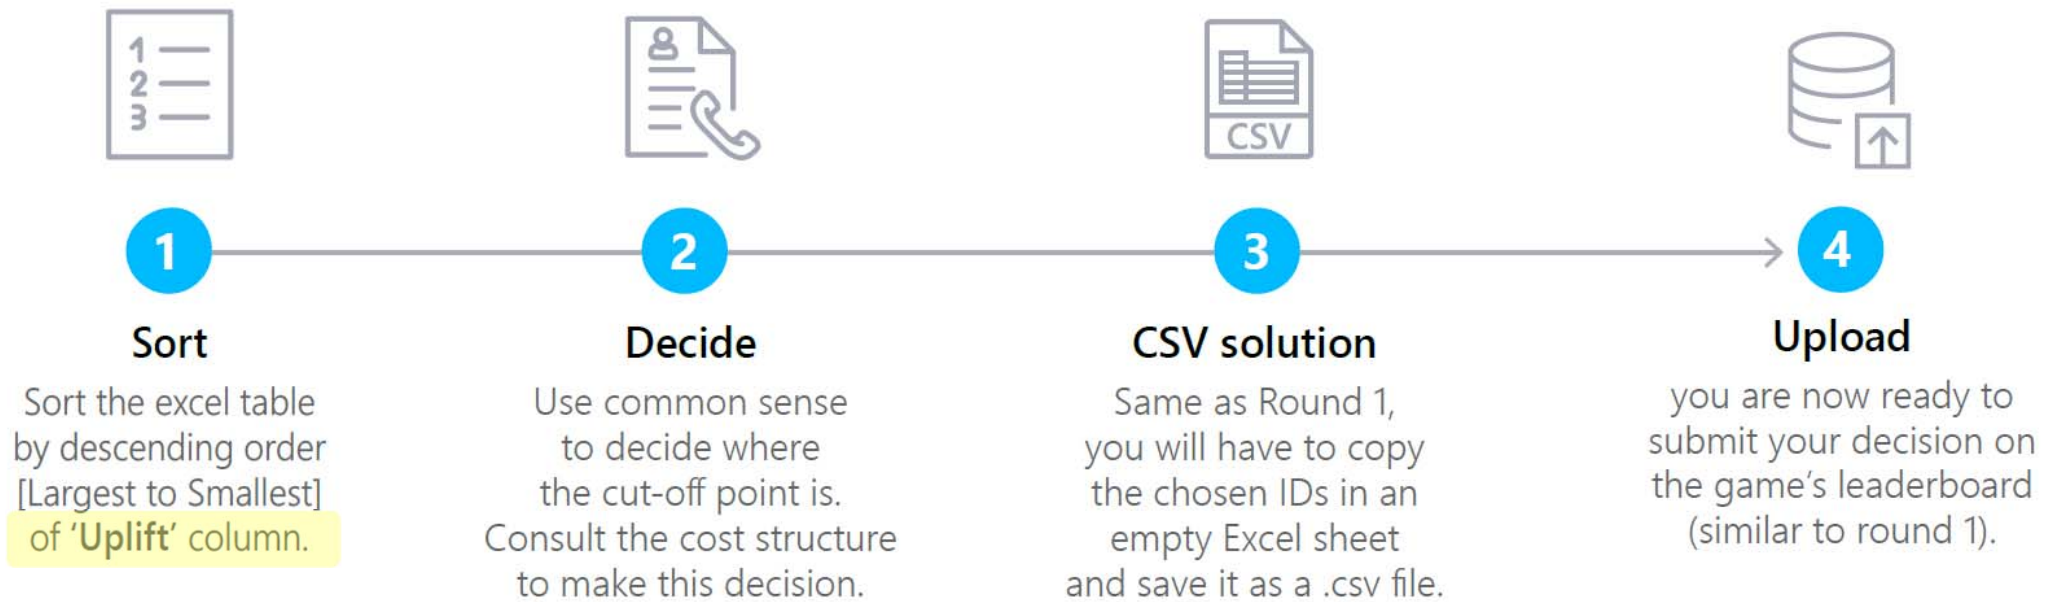 1
2
3
CSV
1
2
3
4
Sort
Sort the excel table
by descending order
[Largest to Smallest]
of ‘Uplift’ column.
Decide
Use common sense
to decide where
the cut-off point is.
Consult the cost structure
to make this decision.
CSV solution
Same as Round 1,
you will have to copy
the chosen IDs in an
empty Excel sheet
and save it as a .csv file.
Upload
you are now ready to
submit your decision on
the game’s leaderboard
(similar to round 1).